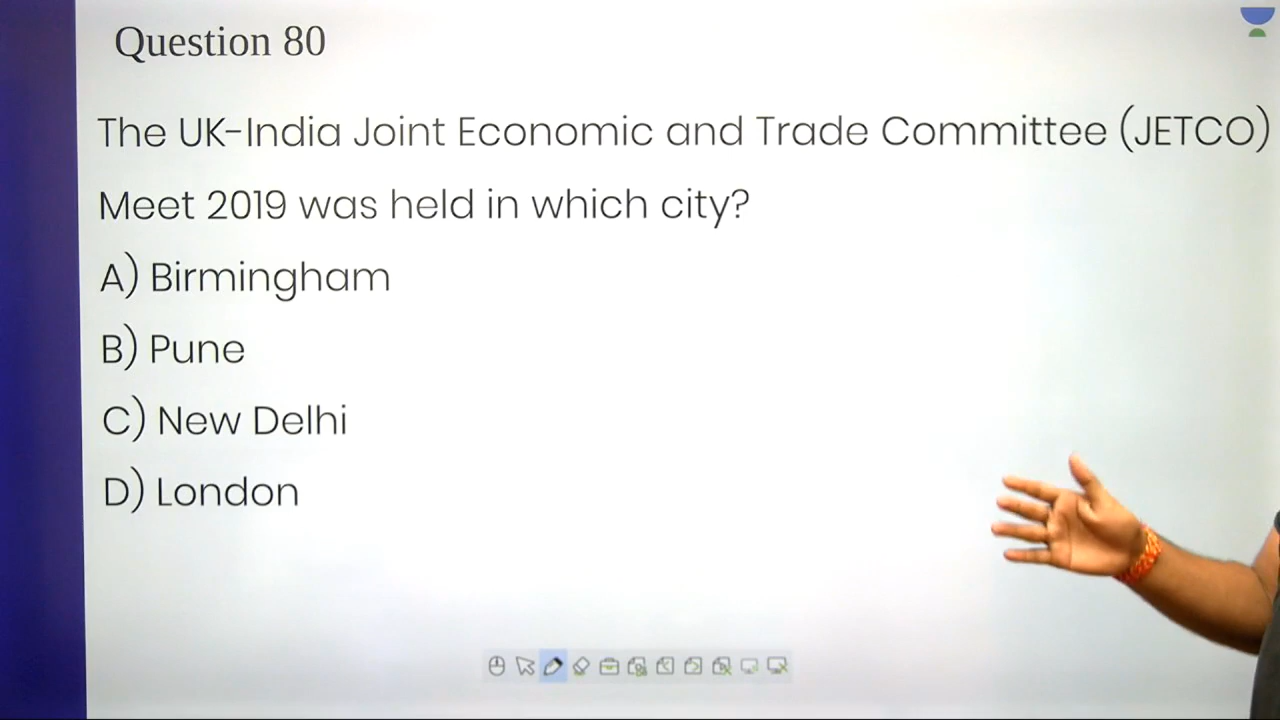 Question 80
The UK-India Joint Economic and Trade Committee (JETCO)
Meet 2019 was held in which city?
A) Birmingham
B) Pune
C) New Delhi
D) London